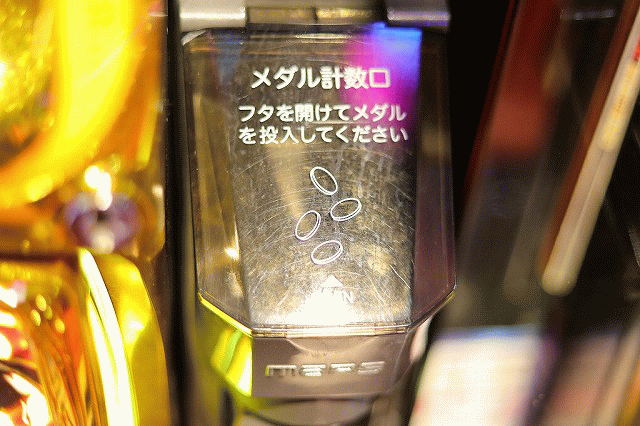 メダル計数口
フタを開けてメダル
を投入してください
mars